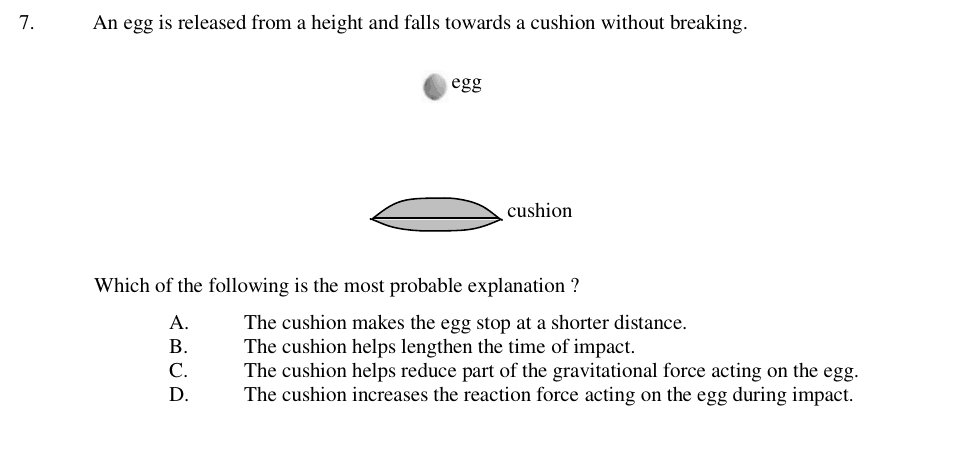 7. An egg is released from a height and falls towards a cushion without breaking.
egg
cushion
Which of the following is the most probable explanation ?
A. The cushion makes the egg stop at a shorter distance.
B. The cushion helps lengthen the time of impact.
C. The cushion helps reduce part of the gravitational force acting on the egg.
D. The cushion increases the reaction force acting on the egg during impact.